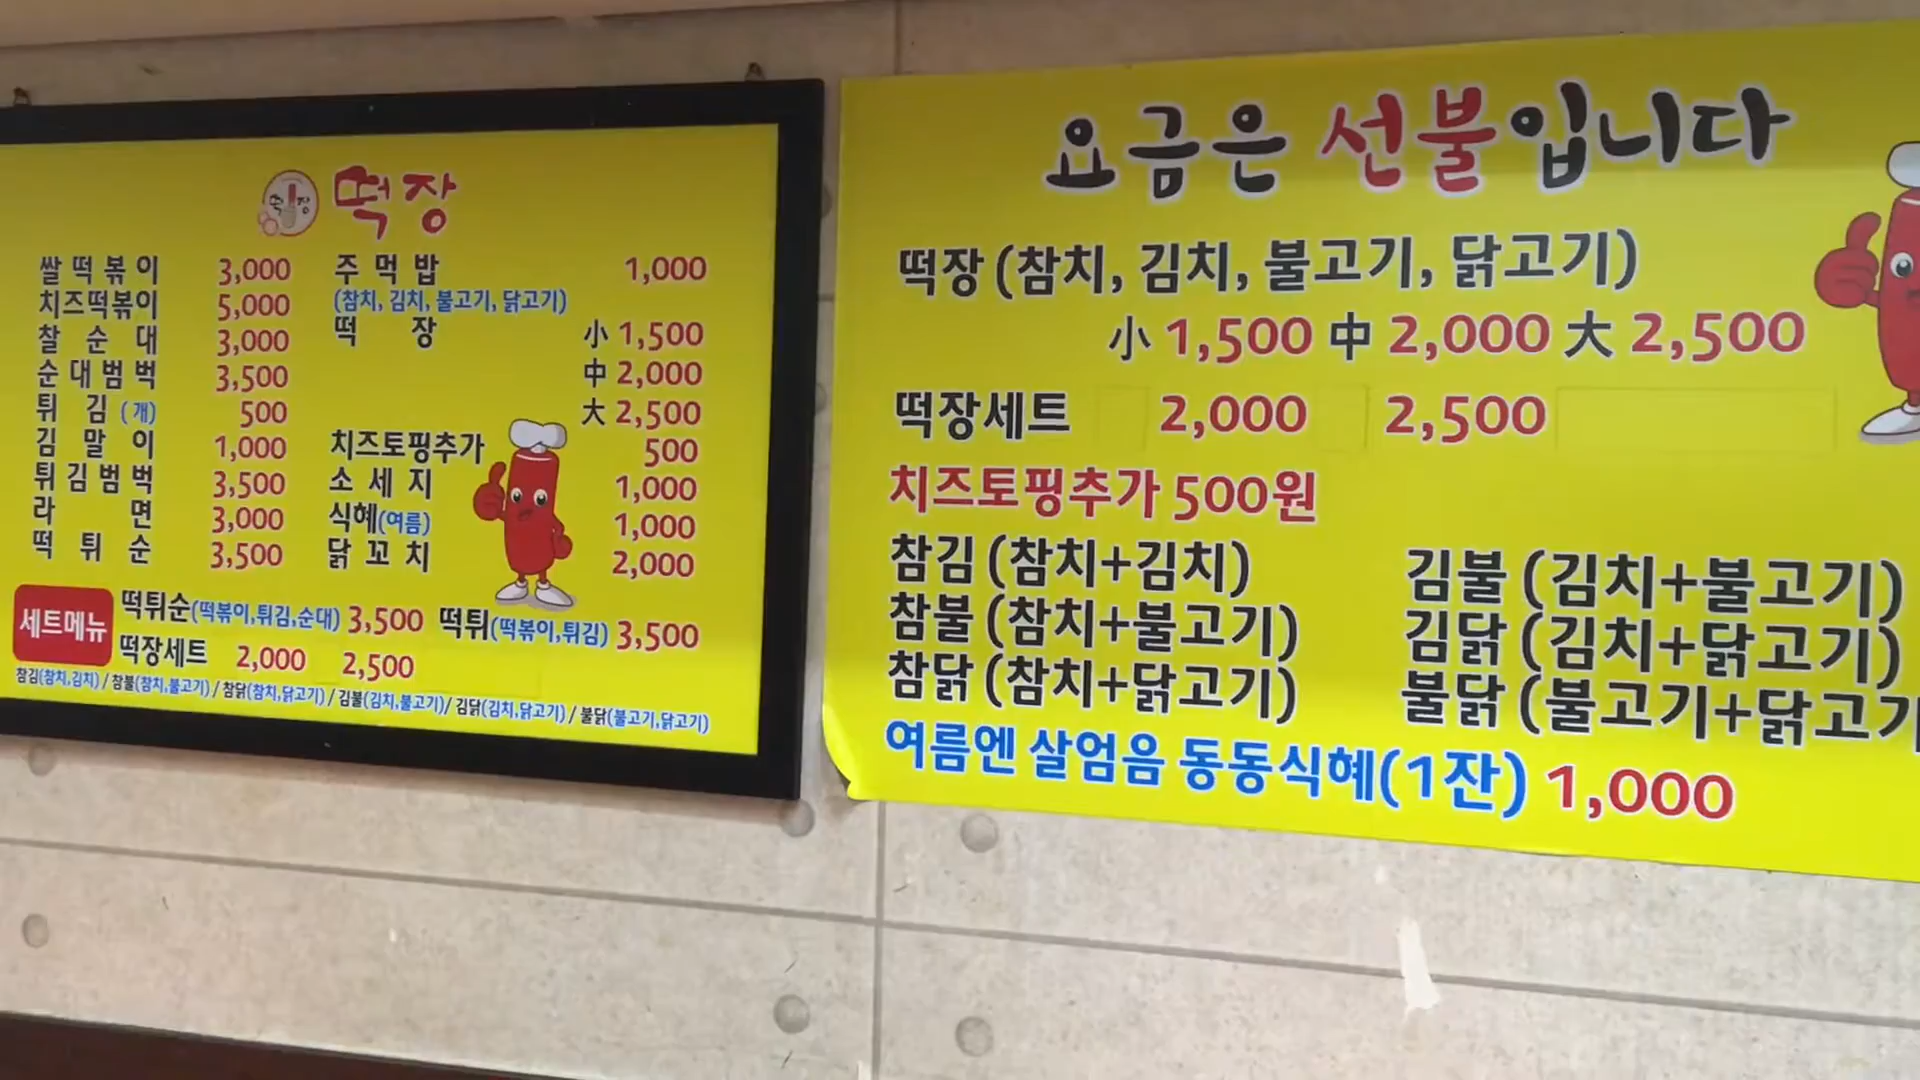 떡장
쌀떡볶이 3,000
치즈떡볶이 5,000
찰순대 3,000
순대범벅 3,500
튀김(개) 500
김말이 1,000
튀김범벅 3,500
라면 3,000
떡튀순 3,500
주먹밥 1,000
(참치, 김치, 불고기, 닭고기)
떡장 小 1,500
中 2,000
大 2,500
치즈토핑추가 500
소세지 1,000
식혜(여름) 1,000
닭꼬치 2,000
세트메뉴
떡튀순(떡볶이,튀김,순대) 3,500 떡튀(떡볶이,튀김) 3,500
떡장세트 2,000 2,500
참김(참치,김치) / 참불(참치,불고기) / 참닭(참치,닭고기) / 김불(김치,불고기) / 김닭(김치,닭고기) / 불닭(불고기,닭고기)
요금은 선불입니다
떡장 (참치, 김치, 불고기, 닭고기)
小 1,500 中 2,000 大 2,500
떡장세트 2,000 2,500
치즈토핑추가 500원
참김 (참치+김치) 김불 (김치+불고기)
참불 (참치+불고기) 김닭 (김치+닭고기)
참닭 (참치+닭고기) 불닭 (불고기+닭고기
여름엔 살얼음 동동식혜(1잔) 1,000